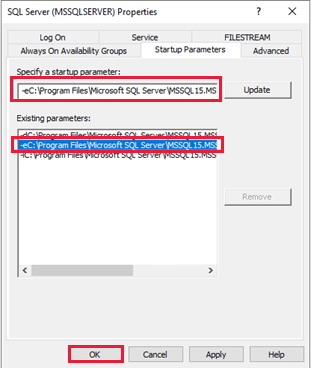 SQL Server (MSSQLSERVER) Properties
?
Log On
Service
FILESTREAM
Always On Availability Groups
Startup Parameters
Advanced
Specify a startup parameter:
-eC:\Program Files\Microsoft SQL Server\MSSQL15.MS
Update
Existing parameters:
-dC:\Program Files\Microsoft SQL Server\MSSQL15.MSS
-eC:\Program Files\Microsoft SQL Server\MSSQL15.MSS
-lC:\Program Files\Microsoft SQL Server\MSSQL15.MSS
Remove
OK
Cancel
Apply
Help